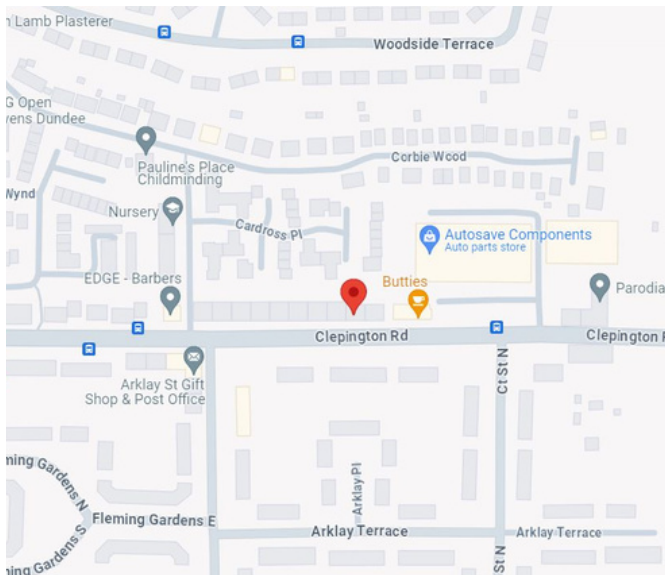 n Lamb Plasterer
Woodside Terrace
G Open
vens Dundee
Pauline's Place
Childminding
Corbie Wood
Wynd
Nursery
Cardross Pl
Autosave Components
Auto parts store
EDGE - Barbers
Butties
Parodia
Clepington Rd
Clepington R
Arklay St Gift
Shop & Post Office
Ct St N
ming Gardens N
Arklay Pl
Fleming Gardens E
Arklay Terrace
Arklay Terrace
ming Gardens S
St N